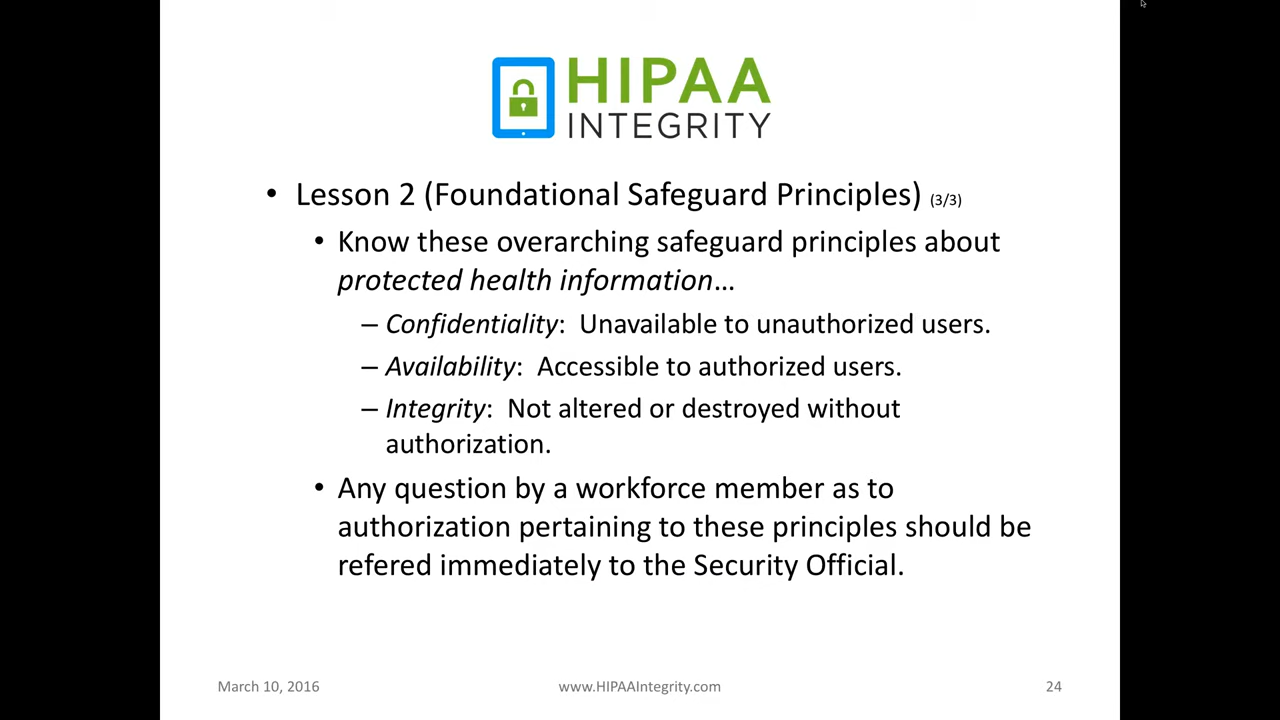 HIPAA
INTEGRITY
• Lesson 2 (Foundational Safeguard Principles) (3/3)
• Know these overarching safeguard principles about
protected health information…
– Confidentiality:  Unavailable to unauthorized users.
– Availability:  Accessible to authorized users.
– Integrity:  Not altered or destroyed without
authorization.
• Any question by a workforce member as to
authorization pertaining to these principles should be
refered immediately to the Security Official.
March 10, 2016
www.HIPAAIntegrity.com
24